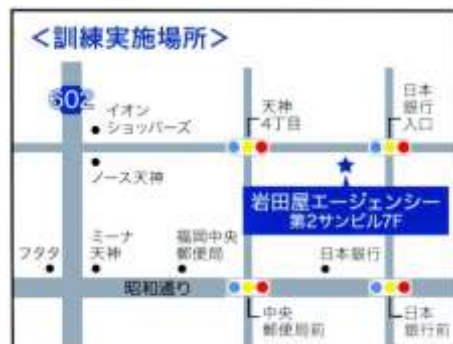 <訓練実施場所>
602
イオン
ショッパーズ
天神
4丁目
日本
銀行
入口
ノース天神
岩田屋エージェンシー
第2サンビル7F
フタタ
ミーナ
天神
福岡中央
郵便局
日本銀行
昭和通り
中央
郵便局前
日本
銀行前